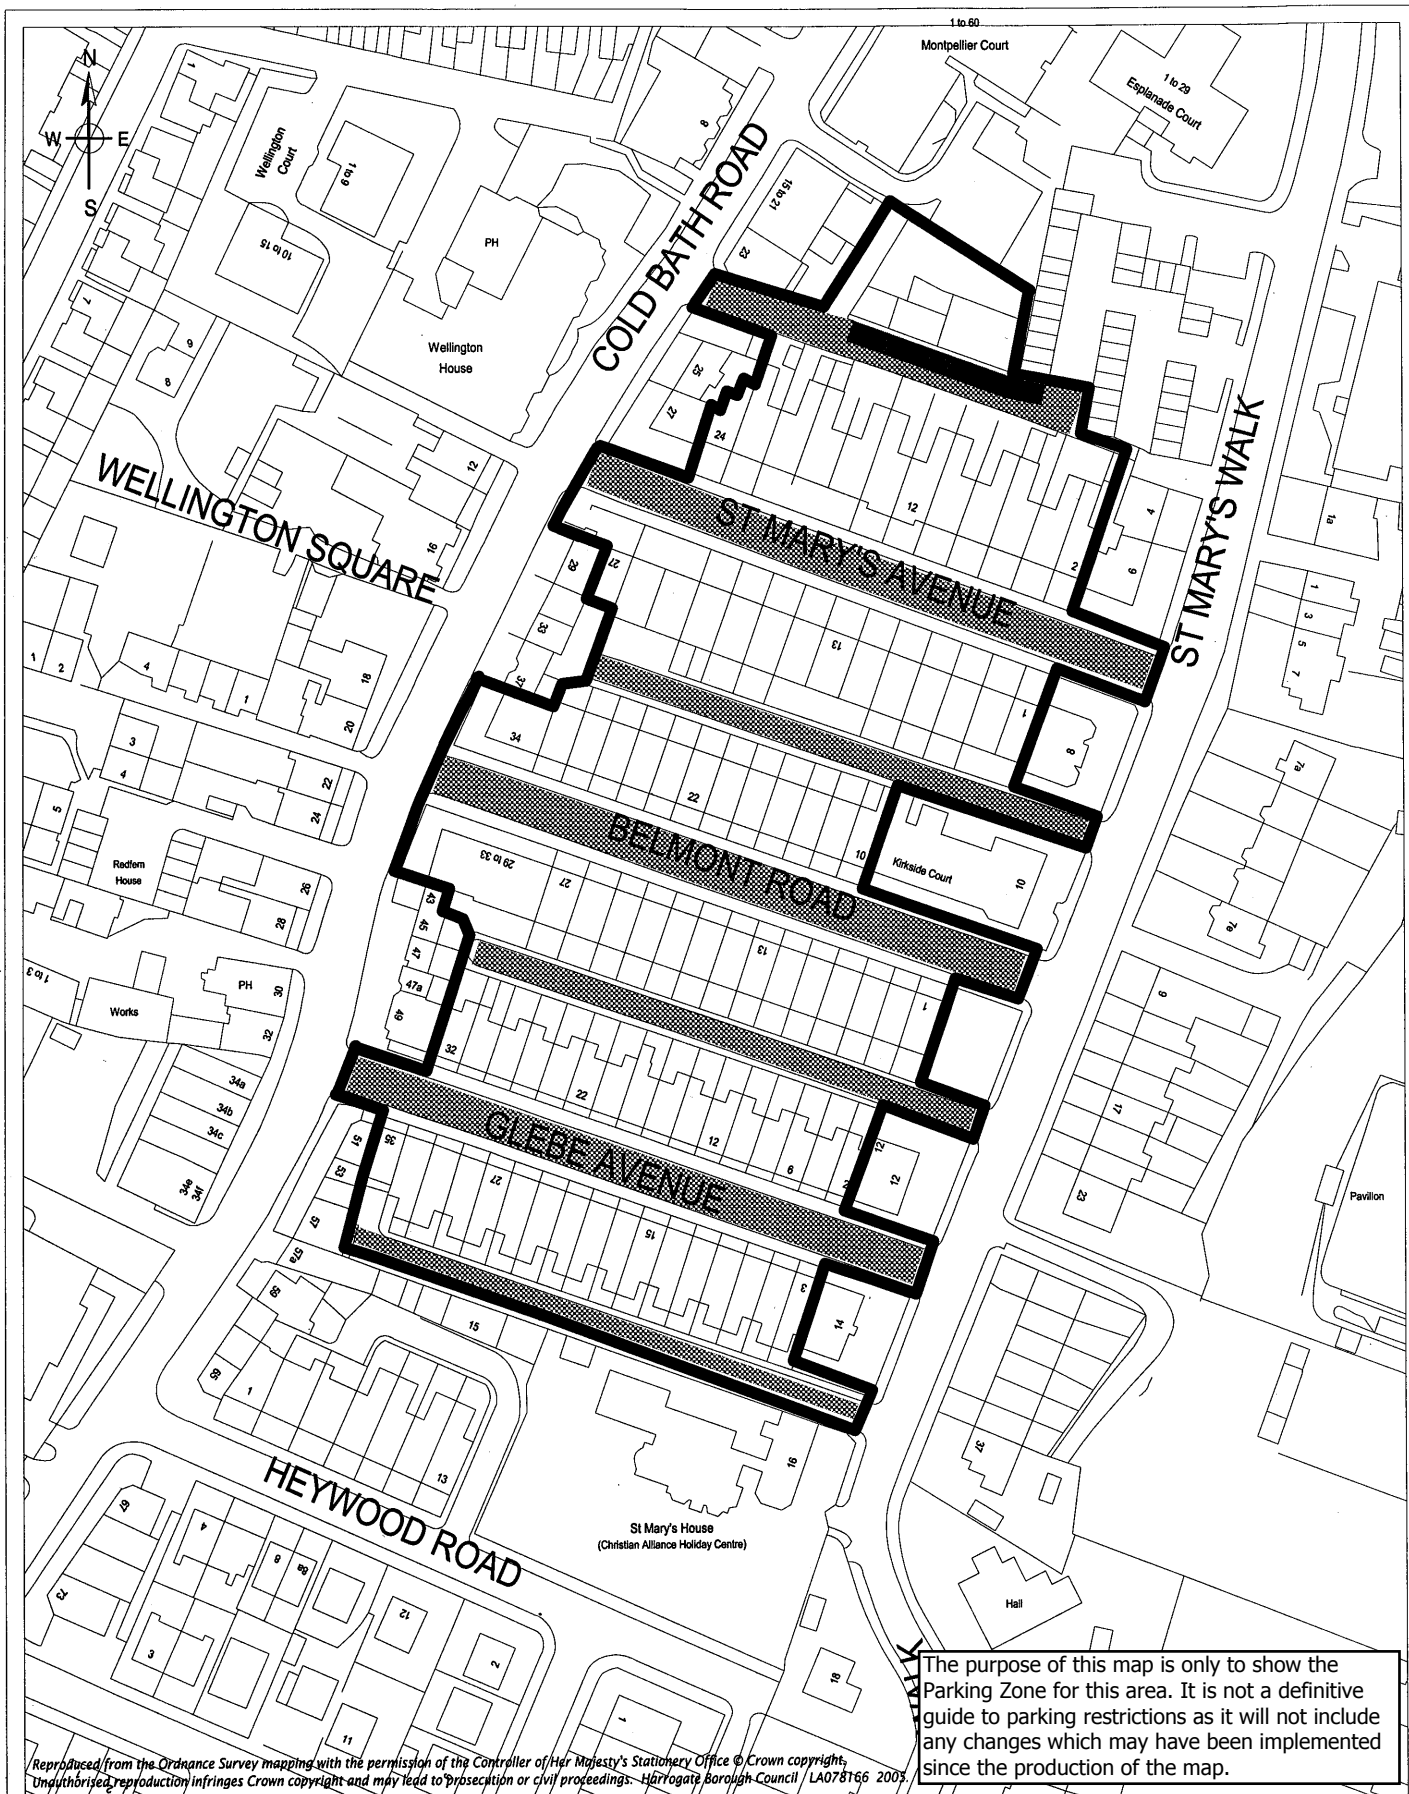 1 to 60
Montpellier Court
1 to 29
Esplanade Court
N
W E
S
1
Wellington
Court
1 to 9
10 to 15
PH
8
COLD BATH ROAD
15 to 21
23
Wellington
House
7
9
8
25
27
24
12
16
12
2
4
6
ST MARY'S WALK
1a
WELLINGTON SQUARE
ST MARY'S AVENUE
29
27
33
37
13
1
8
1
3
5
7
1
2
4
1
18
20
3
4
22
24
5
Redfern
House
26
28
34
22
10
BELMONT ROAD
Kirkside Court
10
7a
7e
29 to 33
27
13
1
43
45
47
47a
49
1 to 3
Works
PH
30
32
34a
34b
34c
34e
34f
32
22
12
6
2
12
12
9
17
23
Pavilion
GLEBE AVENUE
51
53
57
57a
59
65
35
27
15
3
14
15
1
13
16
37
HEYWOOD ROAD
St Mary's House
(Christian Alliance Holiday Centre)
67
73
4
8
8a
12
3
2
11
1
18
Hall
The purpose of this map is only to show the
Parking Zone for this area. It is not a definitive
guide to parking restrictions as it will not include
any changes which may have been implemented
since the production of the map.
Reproduced from the Ordnance Survey mapping with the permission of the Controller of Her Majesty's Stationery Office © Crown copyright,
Unauthorised reproduction infringes Crown copyright and may lead to prosecution or civil proceedings. Harrogate Borough Council LA078166 2005.